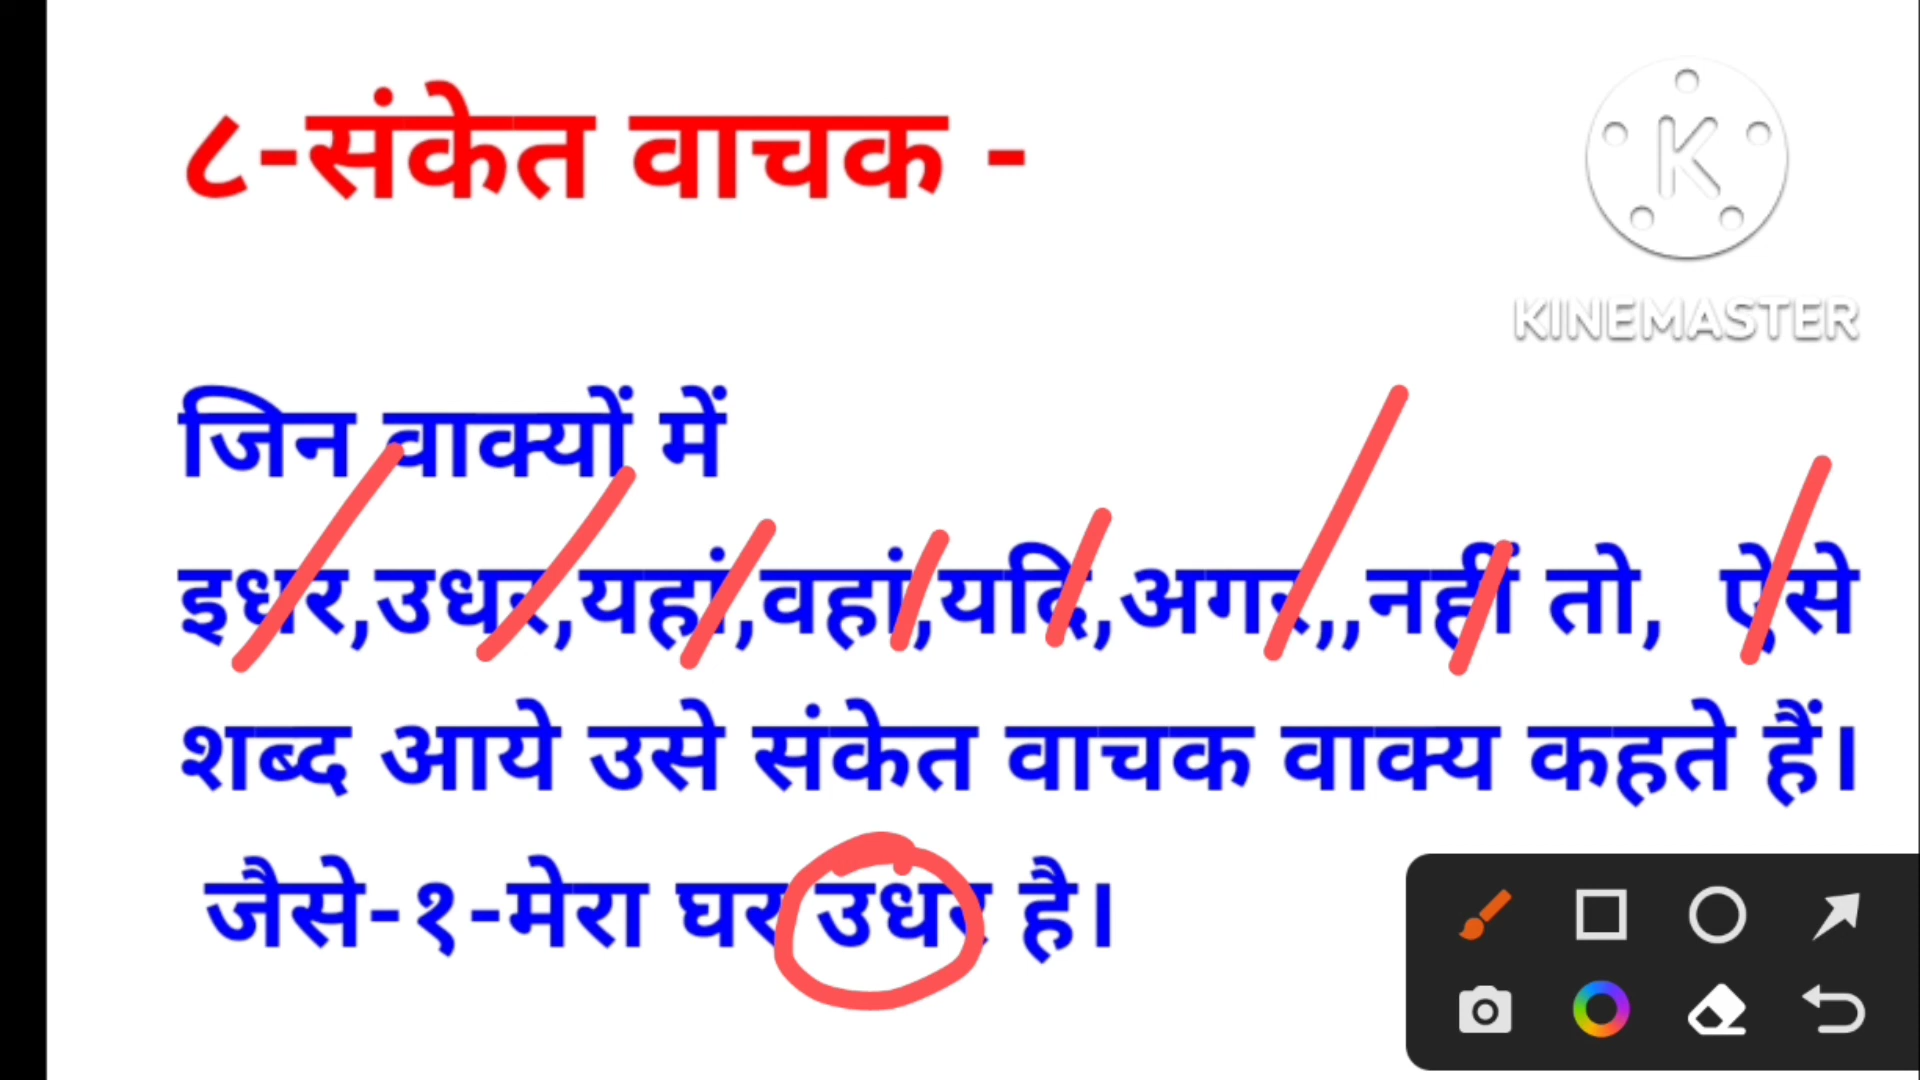 ८-संकेत वाचक -
KINEMASTER
जिन वाक्यों में
इधर,उधर,यहां,वहां,यदि,अगर,,नहीं तो, ऐसे
शब्द आये उसे संकेत वाचक वाक्य कहते हैं।
जैसे-१-मेरा घर उधर है।